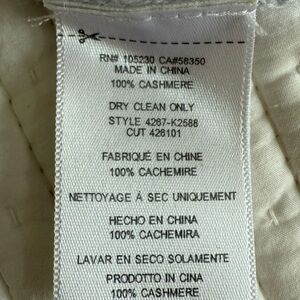 RN# 105230 CA#58350
MADE IN CHINA
100% CASHMERE
DRY CLEAN ONLY
STYLE 4267-K2588
CUT 426101
FABRIQUÉ EN CHINE
100% CACHEMIRE
NETTOYAGE À SEC UNIQUEMENT
HECHO EN CHINA
100% CACHEMIRA
LAVAR EN SECO SOLAMENTE
PRODOTTO IN CINA
100% CASHMERE